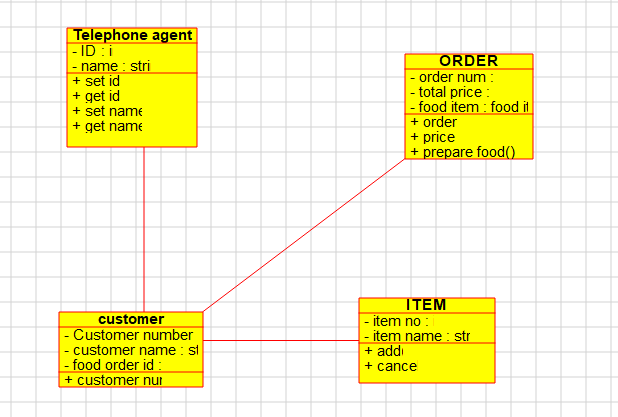 Telephone agent
- ID : i
- name : stri
+ set id
+ get id
+ set name
+ get name
ORDER
- order num :
- total price :
- food item : food it
+ order
+ price
+ prepare food()
customer
- Customer number
- customer name : st
- food order id :
+ customer nur
ITEM
- item no :
- item name : str
+ add(
+ cance